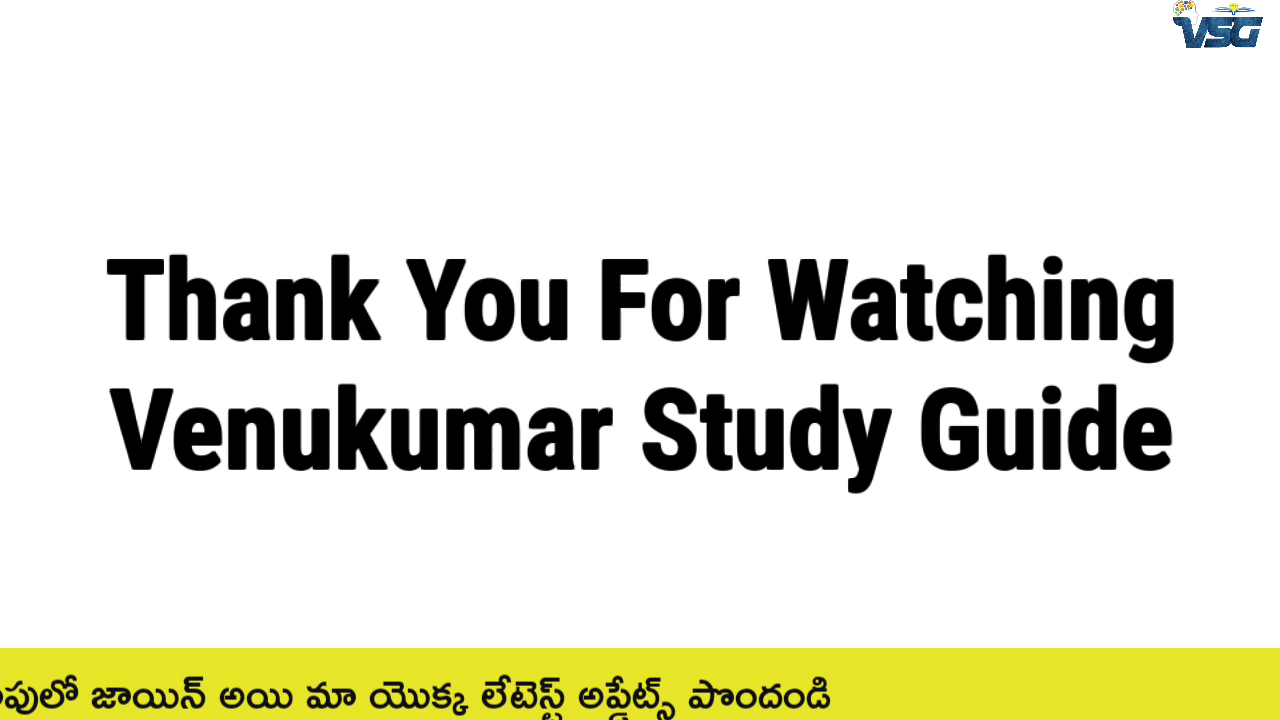 VSG
Thank You For Watching
Venukumar Study Guide
జాయిన్ అయి మా యొక్క లేటెస్ట్ అప్డేట్స్ పొందండి